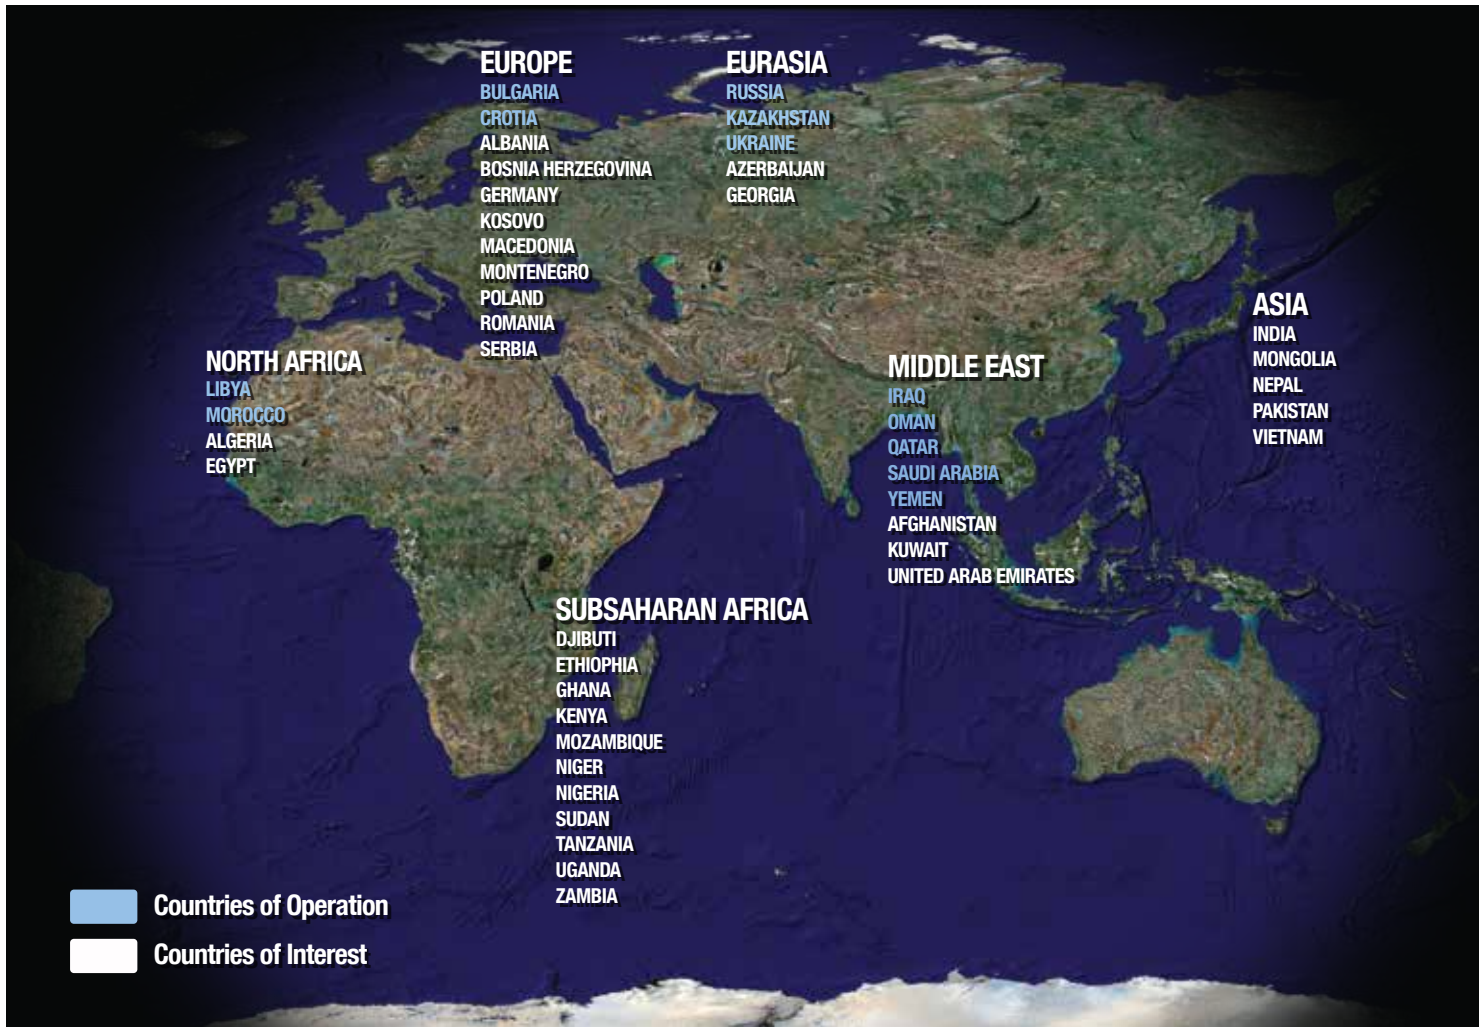 EUROPE
BULGARIA
CROTIA
ALBANIA
BOSNIA HERZEGOVINA
GERMANY
KOSOVO
MACEDONIA
MONTENEGRO
POLAND
ROMANIA
SERBIA
EURASIA
RUSSIA
KAZAKHSTAN
UKRAINE
AZERBAIJAN
GEORGIA
NORTH AFRICA
LIBYA
MOROCCO
ALGERIA
EGYPT
MIDDLE EAST
IRAQ
OMAN
QATAR
SAUDI ARABIA
YEMEN
AFGHANISTAN
KUWAIT
UNITED ARAB EMIRATES
ASIA
INDIA
MONGOLIA
NEPAL
PAKISTAN
VIETNAM
SUBSAHARAN AFRICA
DJIBUTI
ETHIOPHIA
GHANA
KENYA
MOZAMBIQUE
NIGER
NIGERIA
SUDAN
TANZANIA
UGANDA
ZAMBIA
Countries of Operation
Countries of Interest